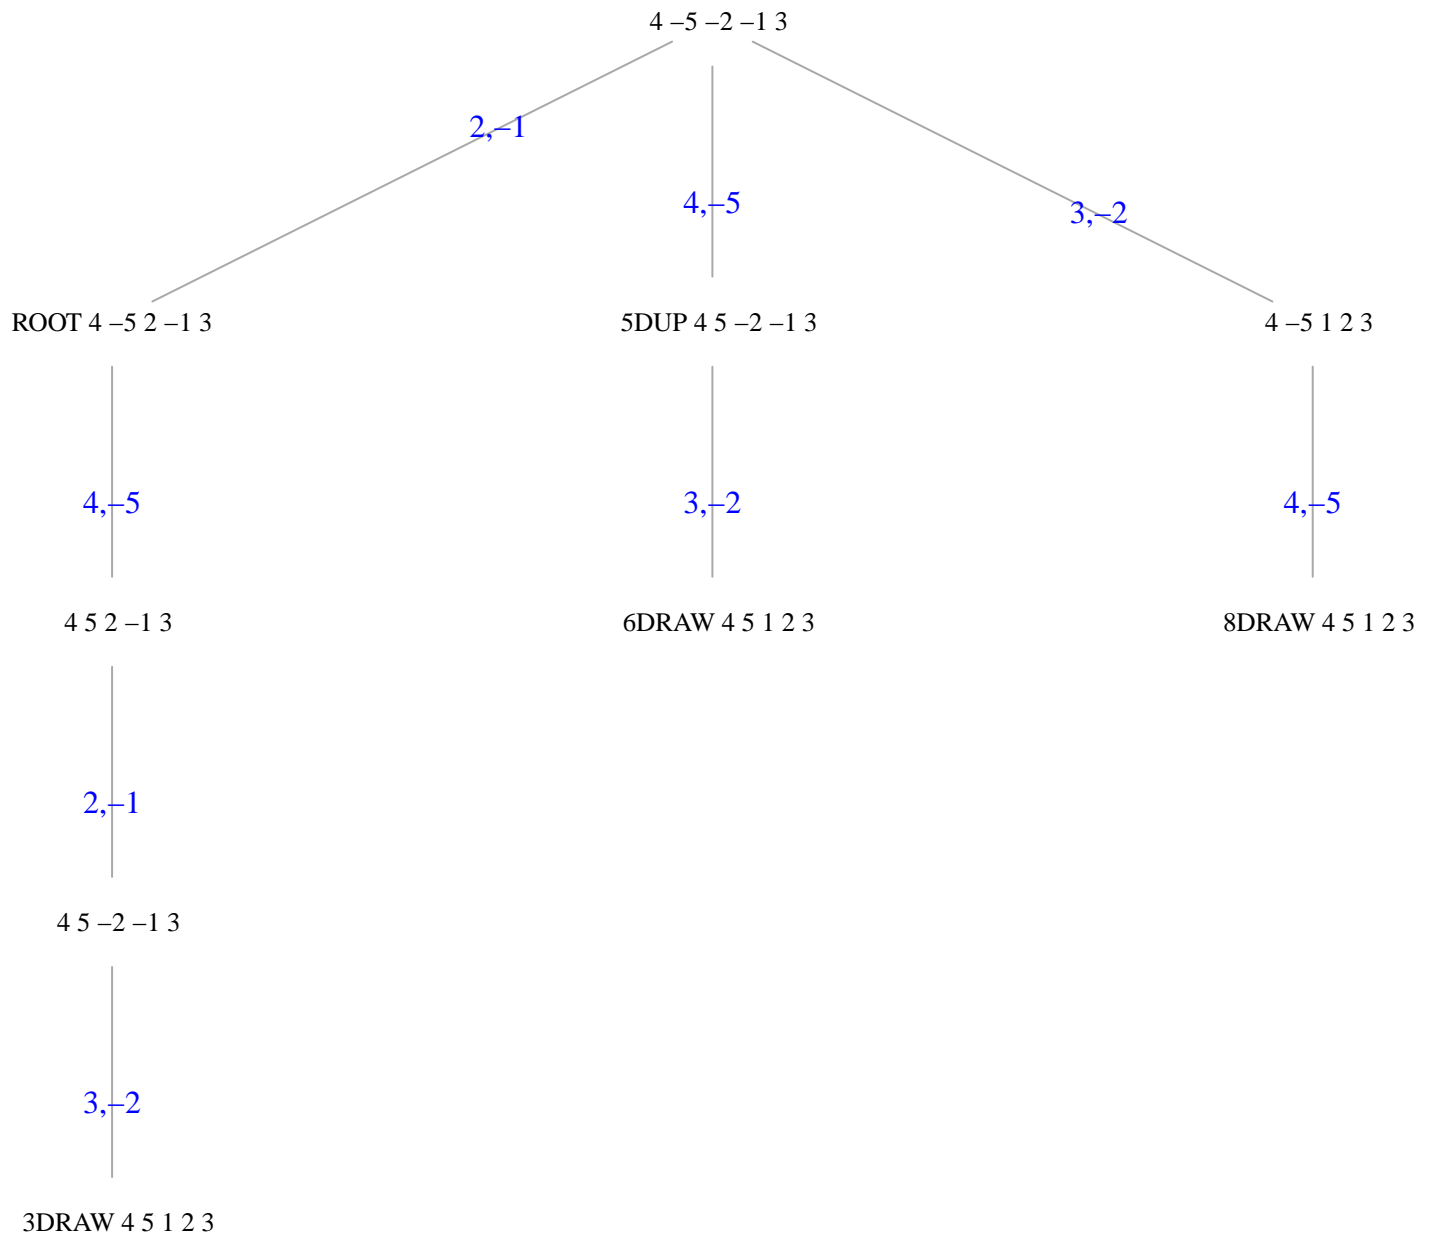 4 –5 –2 –1 3
2,–1
4,–5
3,–2
ROOT 4 –5 2 –1 3
5DUP 4 5 –2 –1 3
4 –5 1 2 3
4,–5
3,–2
4,–5
4 5 2 –1 3
6DRAW 4 5 1 2 3
8DRAW 4 5 1 2 3
2,–1
4 5 –2 –1 3
3,–2
3DRAW 4 5 1 2 3